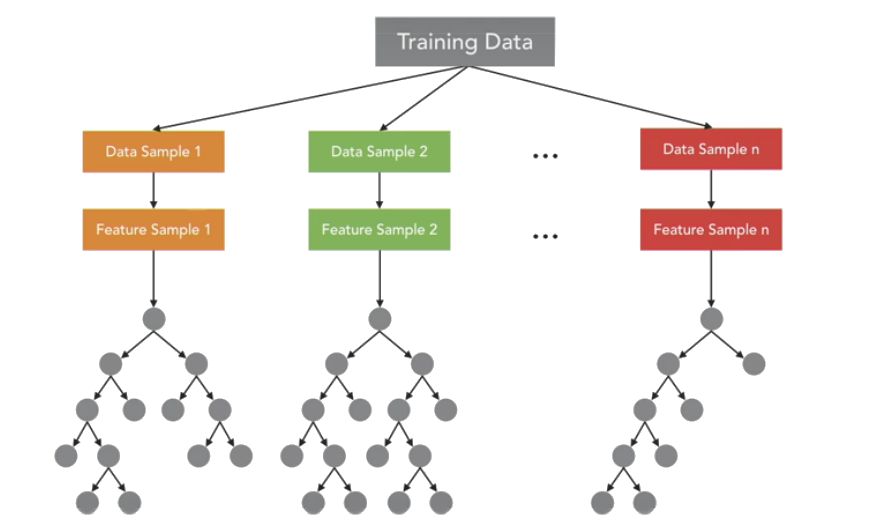 Training Data
Data Sample 1
Data Sample 2
...
Data Sample n
Feature Sample 1
Feature Sample 2
...
Feature Sample n